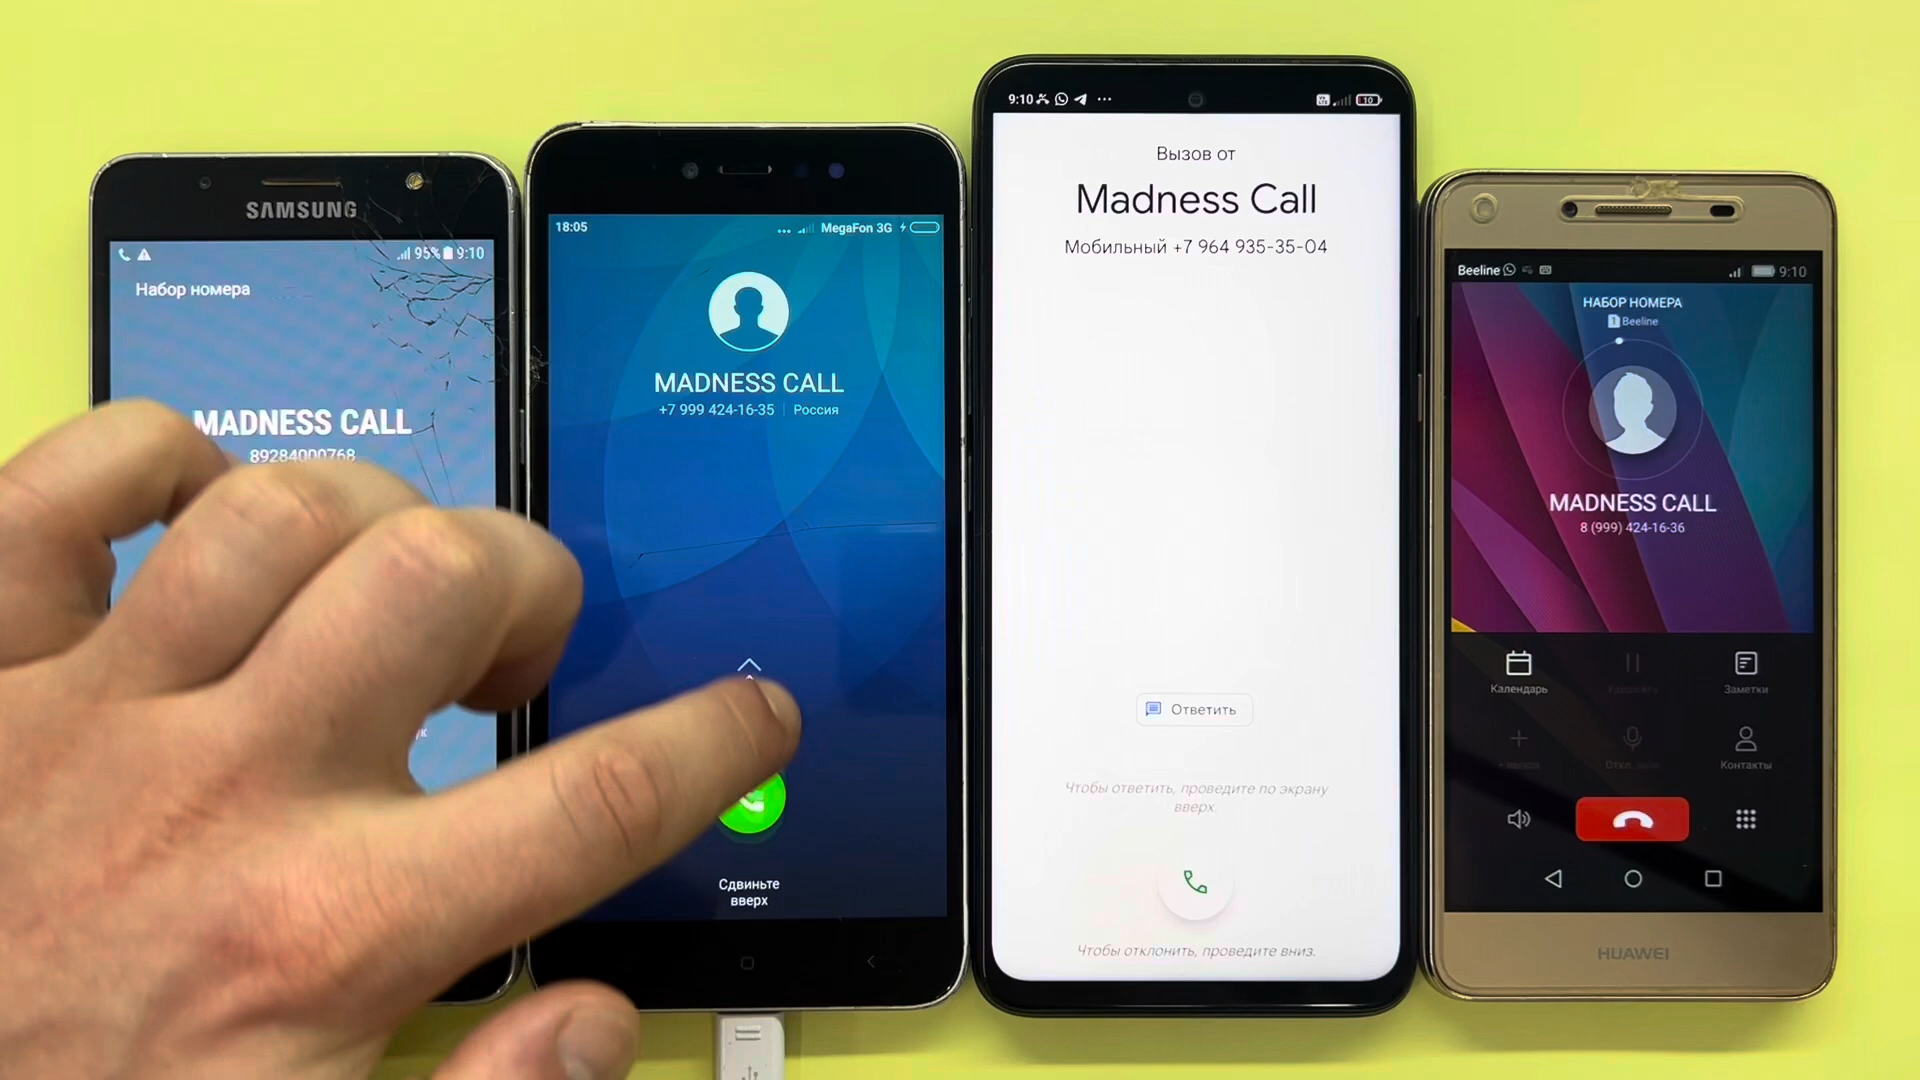 SAMSUNG
95% 9:10
Набор номера
MADNESS CALL
89284000768
ук
18:05
MegaFon 3G
MADNESS CALL
+7 999 424-16-35 | Россия
Сдвиньте
вверх
9:10
10
Вызов от
Madness Call
Мобильный +7 964 935-35-04
Ответить
Чтобы ответить, проведите по экрану
вверх.
Чтобы отклонить, проведите вниз.
Beeline
9:10
НАБОР НОМЕРА
1 Beeline
MADNESS CALL
8 (999) 424-16-36
Календарь
Заметки
Контакты
HUAWEI